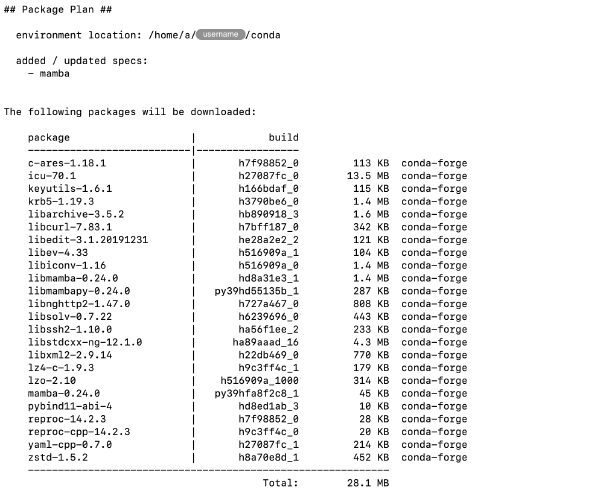 ## Package Plan ##
environment location: /home/a/username/conda
added / updated specs:
- mamba
The following packages will be downloaded:
package | build
---------------------------|-----------------
c-ares-1.18.1 | h7f98852_0 113 KB conda-forge
icu-70.1 | h27087fc_0 13.5 MB conda-forge
keyutils-1.6.1 | h166bdaf_0 115 KB conda-forge
krb5-1.19.3 | h3790be6_0 1.4 MB conda-forge
libarchive-3.5.2 | hb890918_3 1.6 MB conda-forge
libcurl-7.83.1 | h7bff187_0 342 KB conda-forge
libedit-3.1.20191231 | he28a2e2_2 121 KB conda-forge
libev-4.33 | h516909a_1 104 KB conda-forge
libiconv-1.16 | h516909a_0 1.4 MB conda-forge
libmamba-0.24.0 | hd8a31e3_1 1.4 MB conda-forge
libmambapy-0.24.0 | py39hd55135b_1 287 KB conda-forge
libnghttp2-1.47.0 | h727a467_0 808 KB conda-forge
libsolv-0.7.22 | h6239696_0 443 KB conda-forge
libssh2-1.10.0 | ha56f1ee_2 233 KB conda-forge
libstdcxx-ng-12.1.0 | ha89aaad_16 4.3 MB conda-forge
libxml2-2.9.14 | h22db469_0 770 KB conda-forge
lz4-c-1.9.3 | h9c3ff4c_1 179 KB conda-forge
lzo-2.10 | h516909a_1000 314 KB conda-forge
mamba-0.24.0 | py39hfa8f2c8_1 45 KB conda-forge
pybind11-abi-4 | hd8ed1ab_3 10 KB conda-forge
reproc-14.2.3 | h7f98852_0 28 KB conda-forge
reproc-cpp-14.2.3 | h9c3ff4c_0 20 KB conda-forge
yaml-cpp-0.7.0 | h27087fc_1 214 KB conda-forge
zstd-1.5.2 | h8a70e8d_1 452 KB conda-forge
------------------------------------------------------------
Total: 28.1 MB